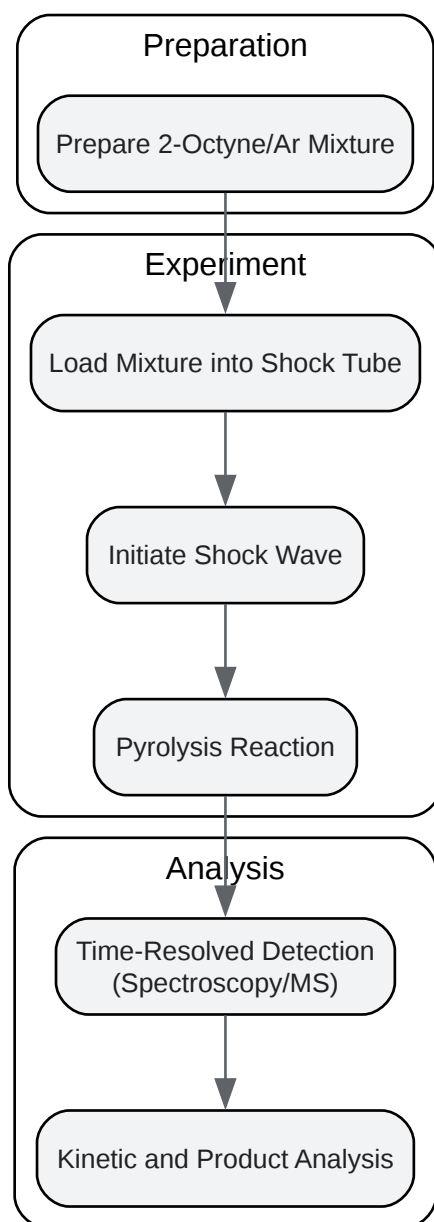 Preparation
Prepare 2-Octyne/Ar Mixture
Experiment
Load Mixture into Shock Tube
Initiate Shock Wave
Pyrolysis Reaction
Analysis
Time-Resolved Detection
(Spectroscopy/MS)
Kinetic and Product Analysis